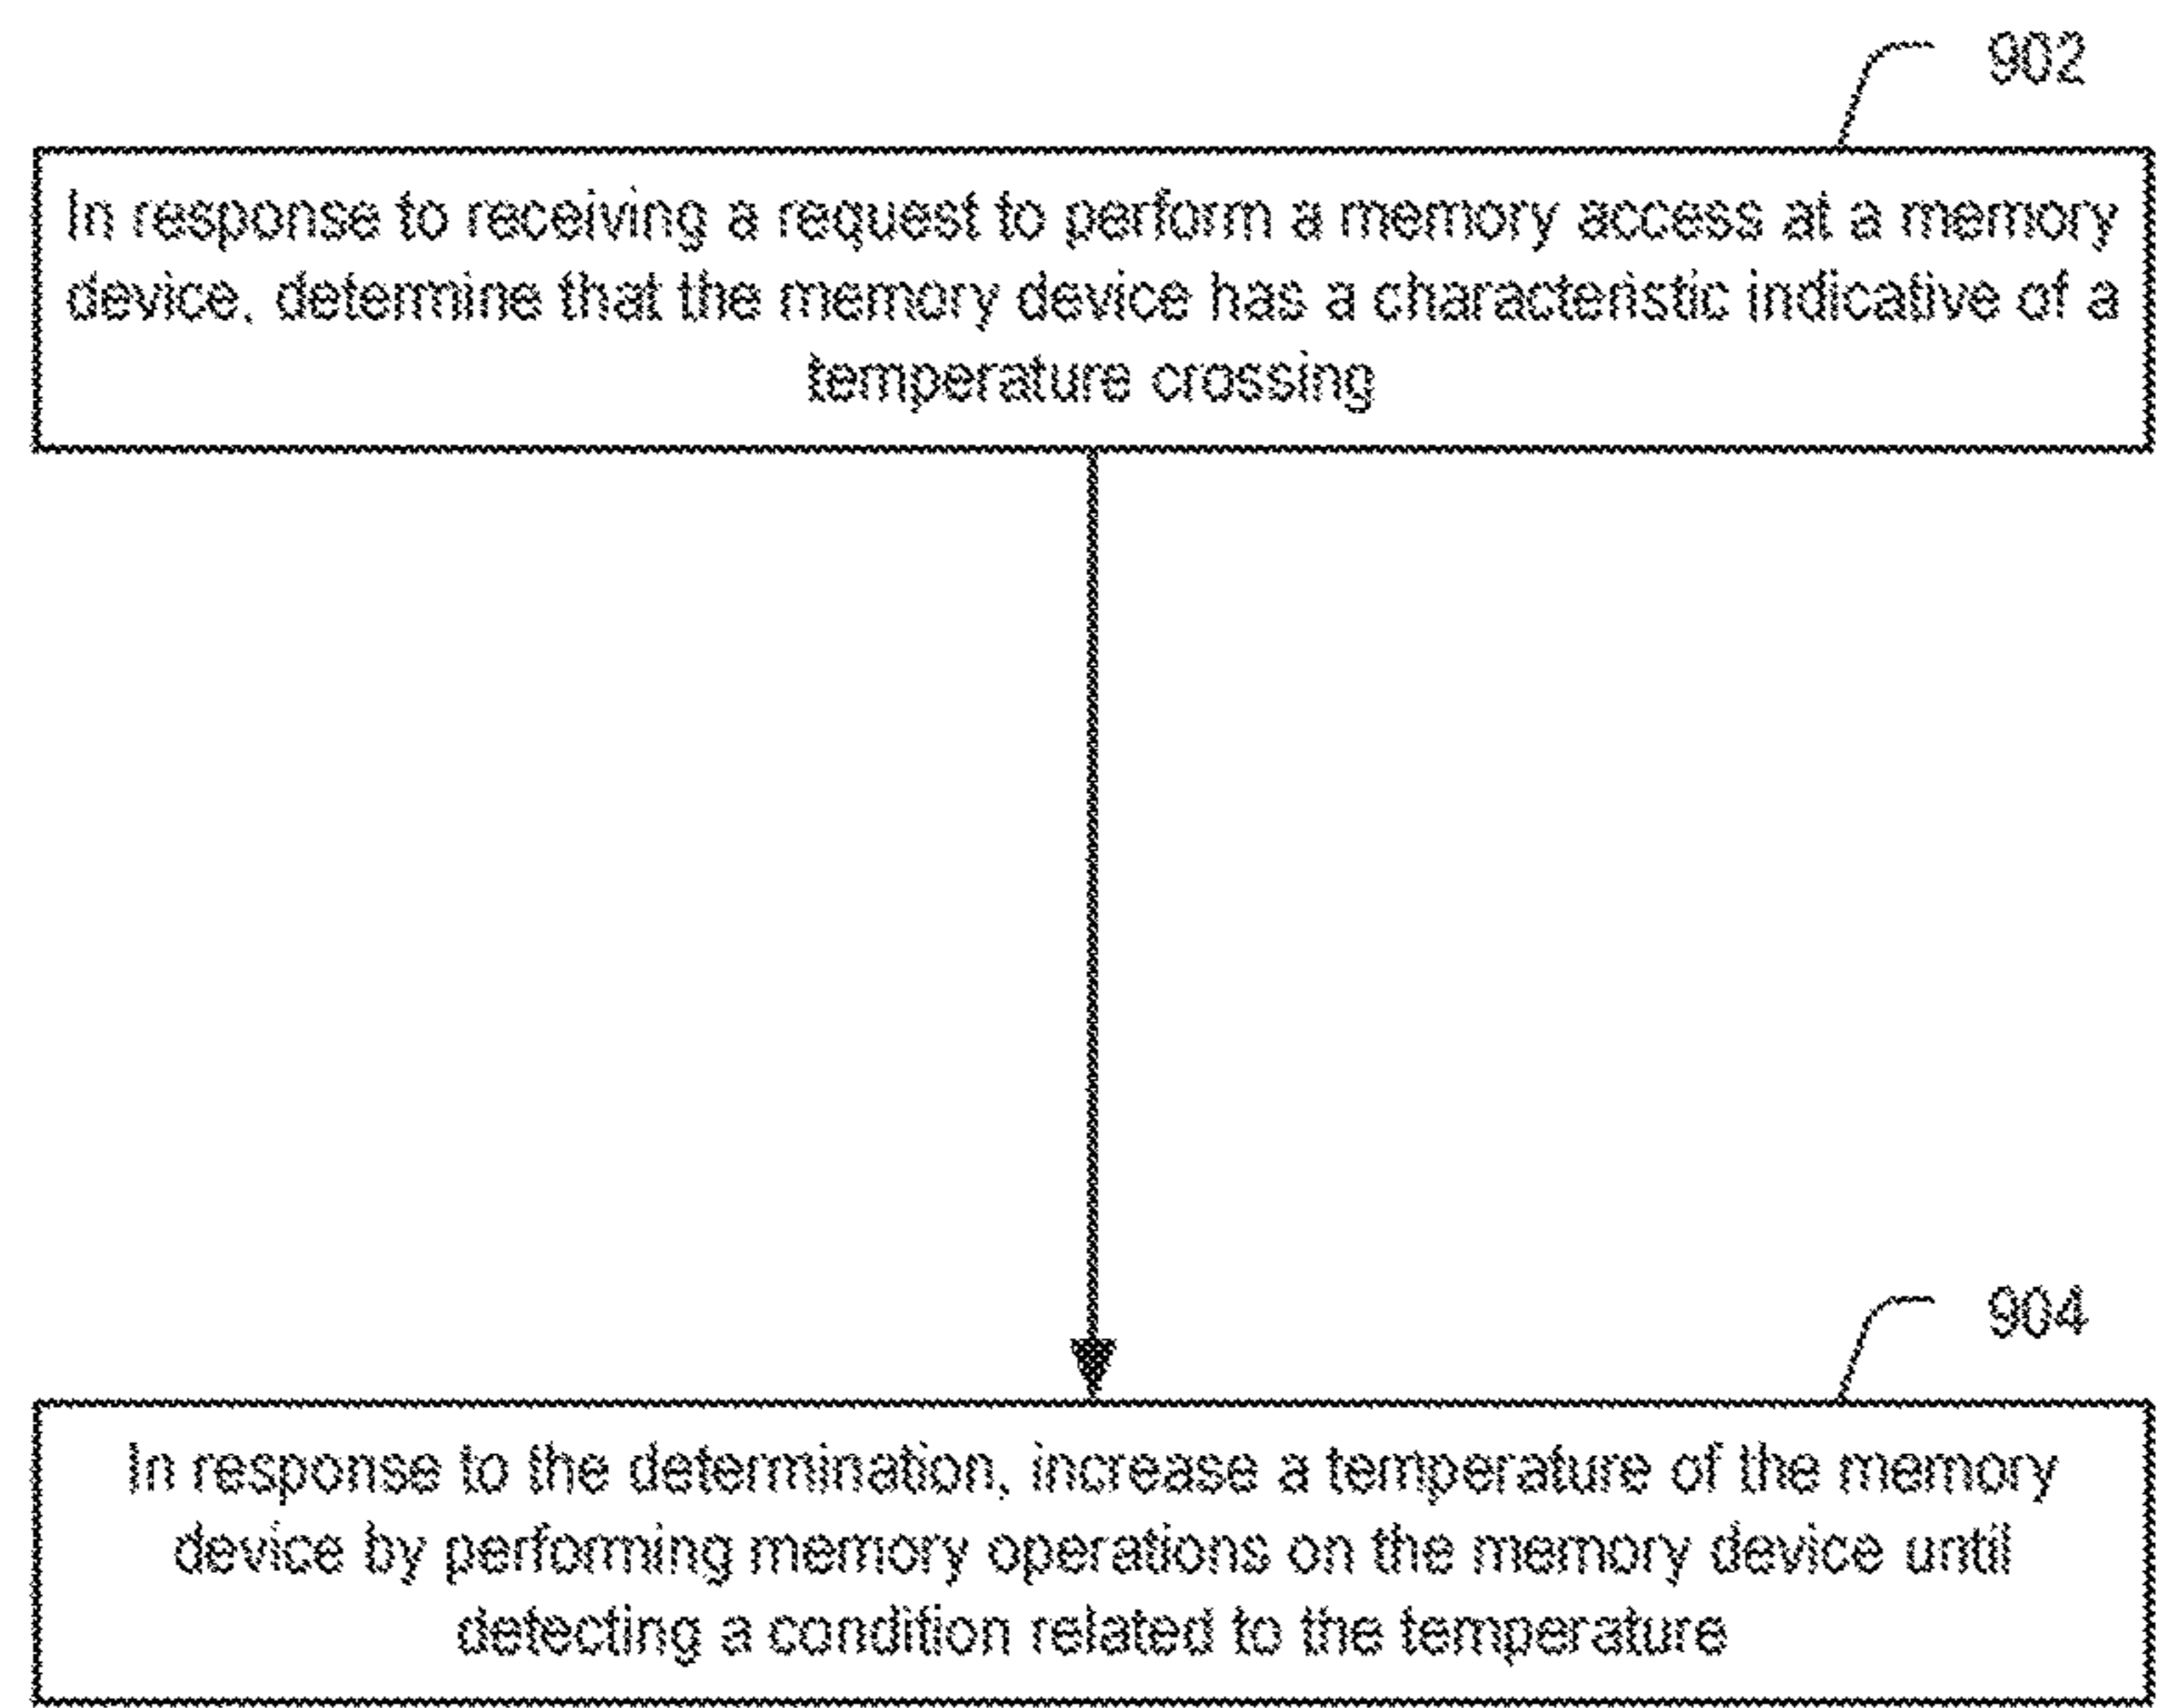 902
In response to receiving a request to perform a memory access at a memory
device, determine that the memory device has a characteristic indicative of a
temperature crossing
904
In response to the determination, increase a temperature of the memory
device by performing memory operations on the memory device until
detecting a condition related to the temperature